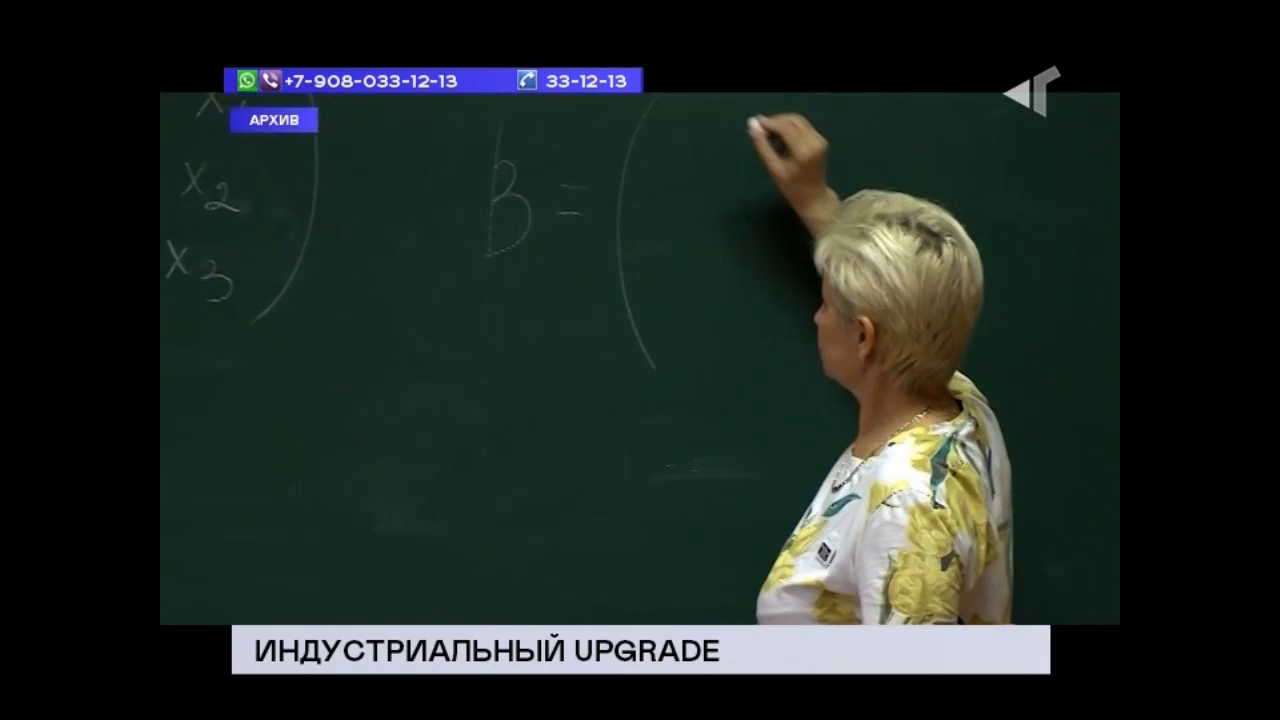 +7-908-033-12-13 33-12-13
АРХИВ
x2
x3
B = (
ИНДУСТРИАЛЬНЫЙ UPGRADE